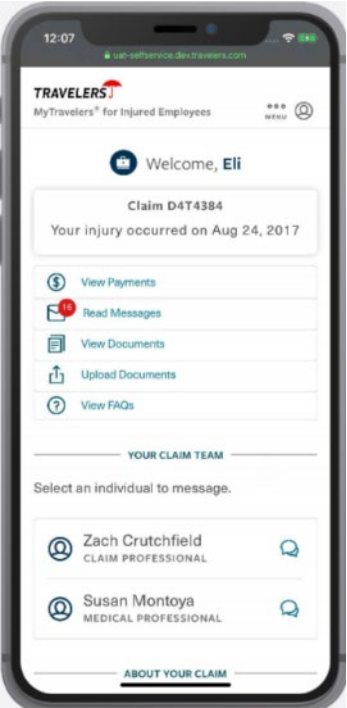 12:07
uat-selfservice.dev.travelers.com
TRAVELERS
MyTravelers® for Injured Employees
MENU
Welcome, Eli
Claim D4T4384
Your injury occurred on Aug 24, 2017
View Payments
16
Read Messages
View Documents
Upload Documents
View FAQs
YOUR CLAIM TEAM
Select an individual to message.
Zach Crutchfield
CLAIM PROFESSIONAL
Susan Montoya
MEDICAL PROFESSIONAL
ABOUT YOUR CLAIM